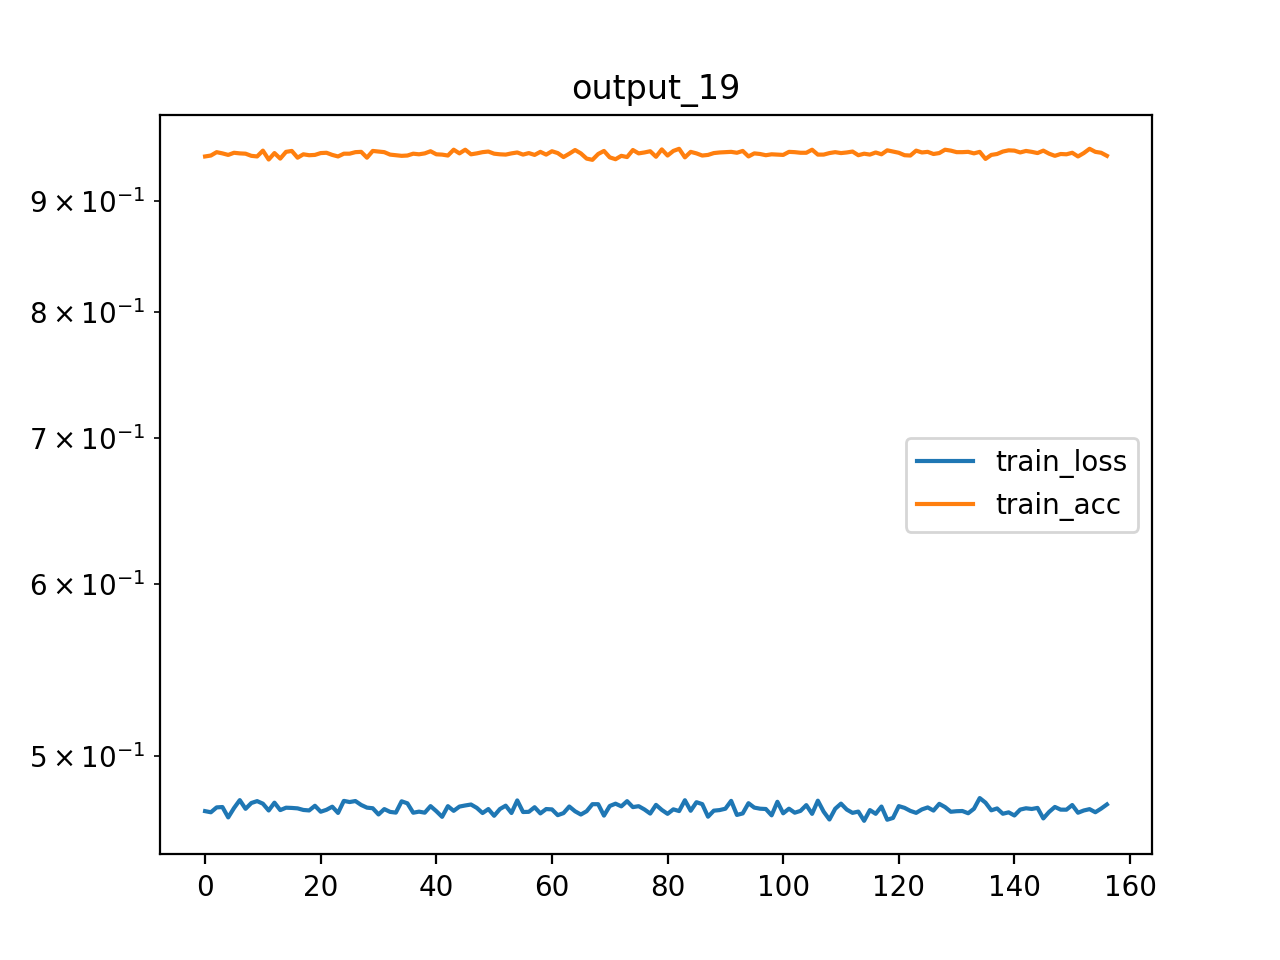 output_19
9 × 10⁻¹
8 × 10⁻¹
7 × 10⁻¹
train_loss
train_acc
6 × 10⁻¹
5 × 10⁻¹
0 20 40 60 80 100 120 140 160